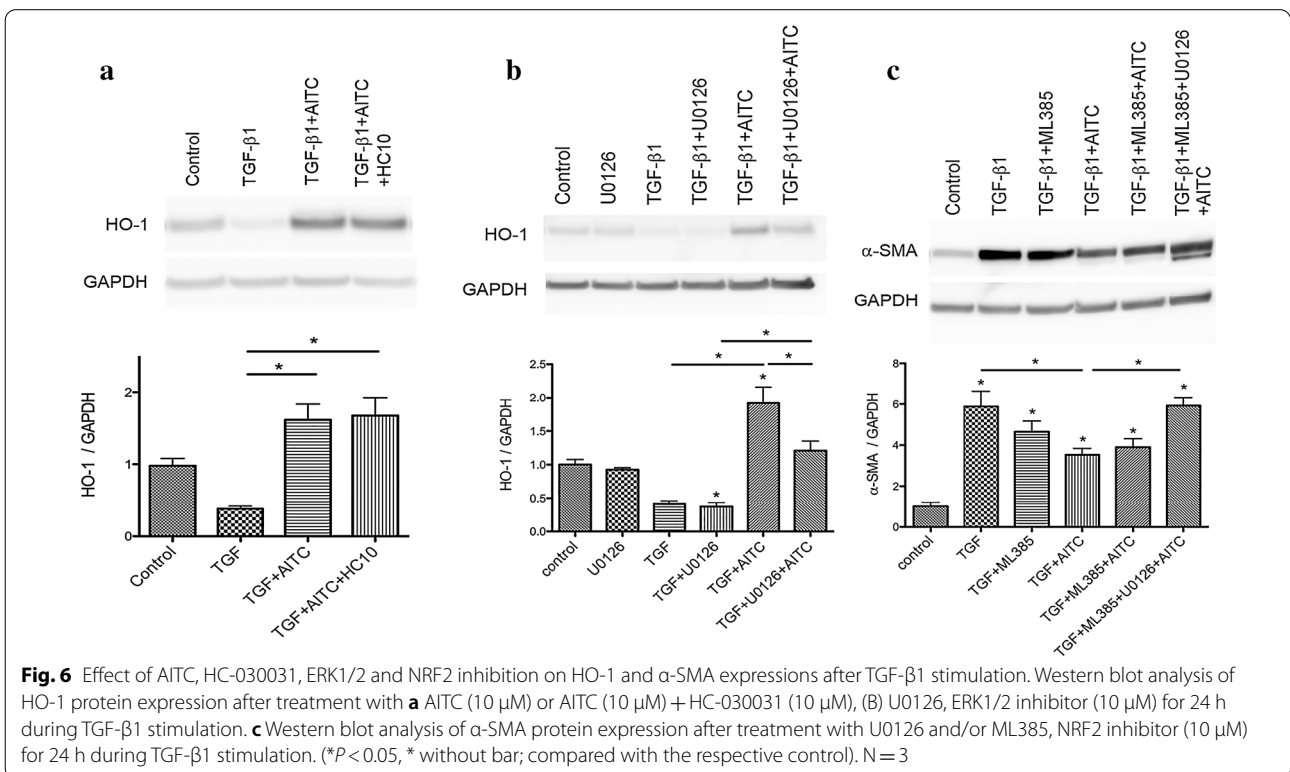 a
Control
TGF-β1
TGF-β1+AITC
TGF-β1+AITC
+HC10
HO-1
GAPDH
*
*
HO-1 / GAPDH
2
1
0
Control
TGF
TGF+AITC
TGF+AITC+HC10
b
Control
U0126
TGF-β1
TGF-β1+U0126
TGF-β1+AITC
TGF-β1+U0126+AITC
HO-1
GAPDH
*
*
*
*
*
HO-1 / GAPDH
2.5
2.0
1.5
1.0
0.5
0.0
control
U0126
TGF
TGF+U0126
TGF+AITC
TGF+U0126+AITC
c
Control
TGF-β1
TGF-β1+ML385
TGF-β1+AITC
TGF-β1+ML385+AITC
TGF-β1+ML385+U0126
+AITC
α-SMA
GAPDH
*
*
*
*
*
*
*
α-SMA / GAPDH
8
6
4
2
0
control
TGF
TGF+ML385
TGF+AITC
TGF+ML385+AITC
TGF+ML385+U0126+AITC
Fig. 6 Effect of AITC, HC-030031, ERK1/2 and NRF2 inhibition on HO-1 and α-SMA expressions after TGF-β1 stimulation. Western blot analysis of
HO-1 protein expression after treatment with a AITC (10 μM) or AITC (10 μM) + HC-030031 (10 μM), (B) U0126, ERK1/2 inhibitor (10 μM) for 24 h
during TGF-β1 stimulation. c Western blot analysis of α-SMA protein expression after treatment with U0126 and/or ML385, NRF2 inhibitor (10 μM)
for 24 h during TGF-β1 stimulation. (*P < 0.05, * without bar; compared with the respective control). N = 3